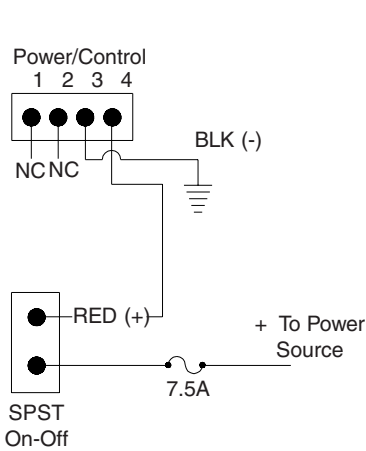 Power/Control
1 2 3 4
BLK (-)
NC NC
RED (+)
+ To Power
Source
7.5A
SPST
On-Off